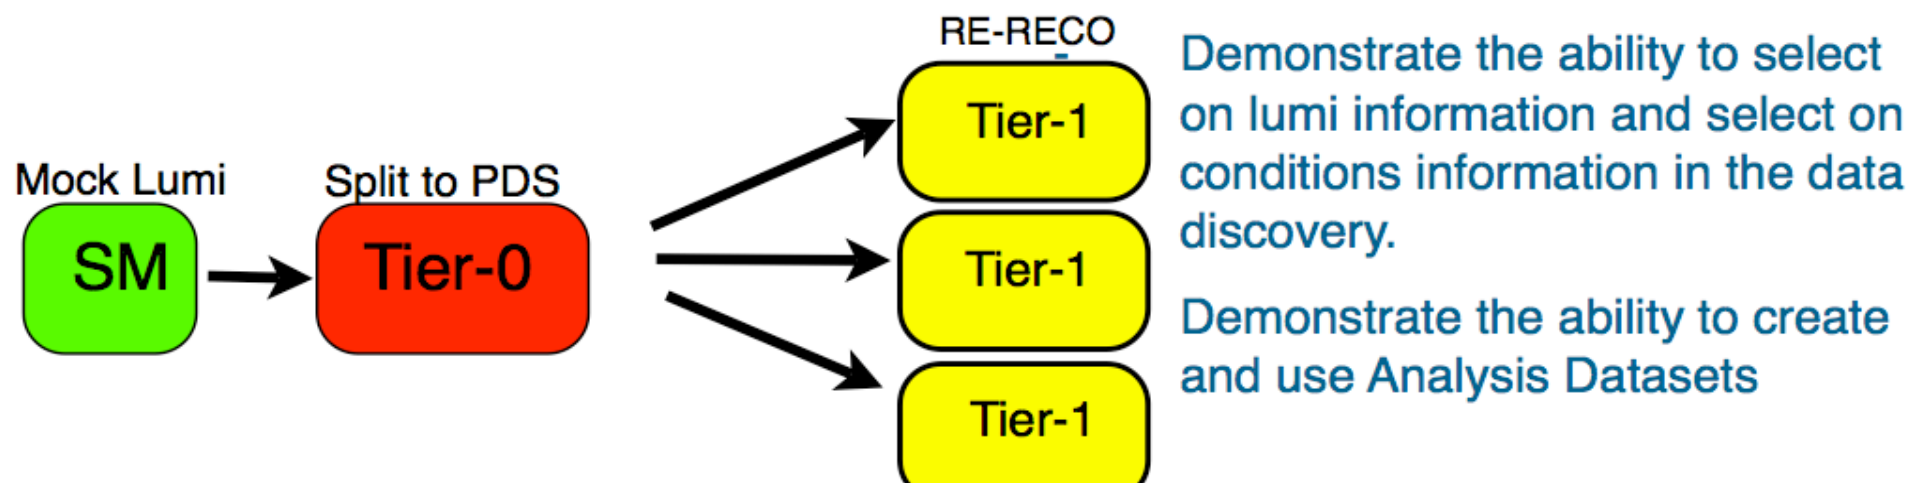 Mock Lumi
SM
Split to PDS
Tier-0
RE-RECO
Tier-1
Tier-1
Tier-1
Demonstrate the ability to select
on lumi information and select on
conditions information in the data
discovery.
Demonstrate the ability to create
and use Analysis Datasets